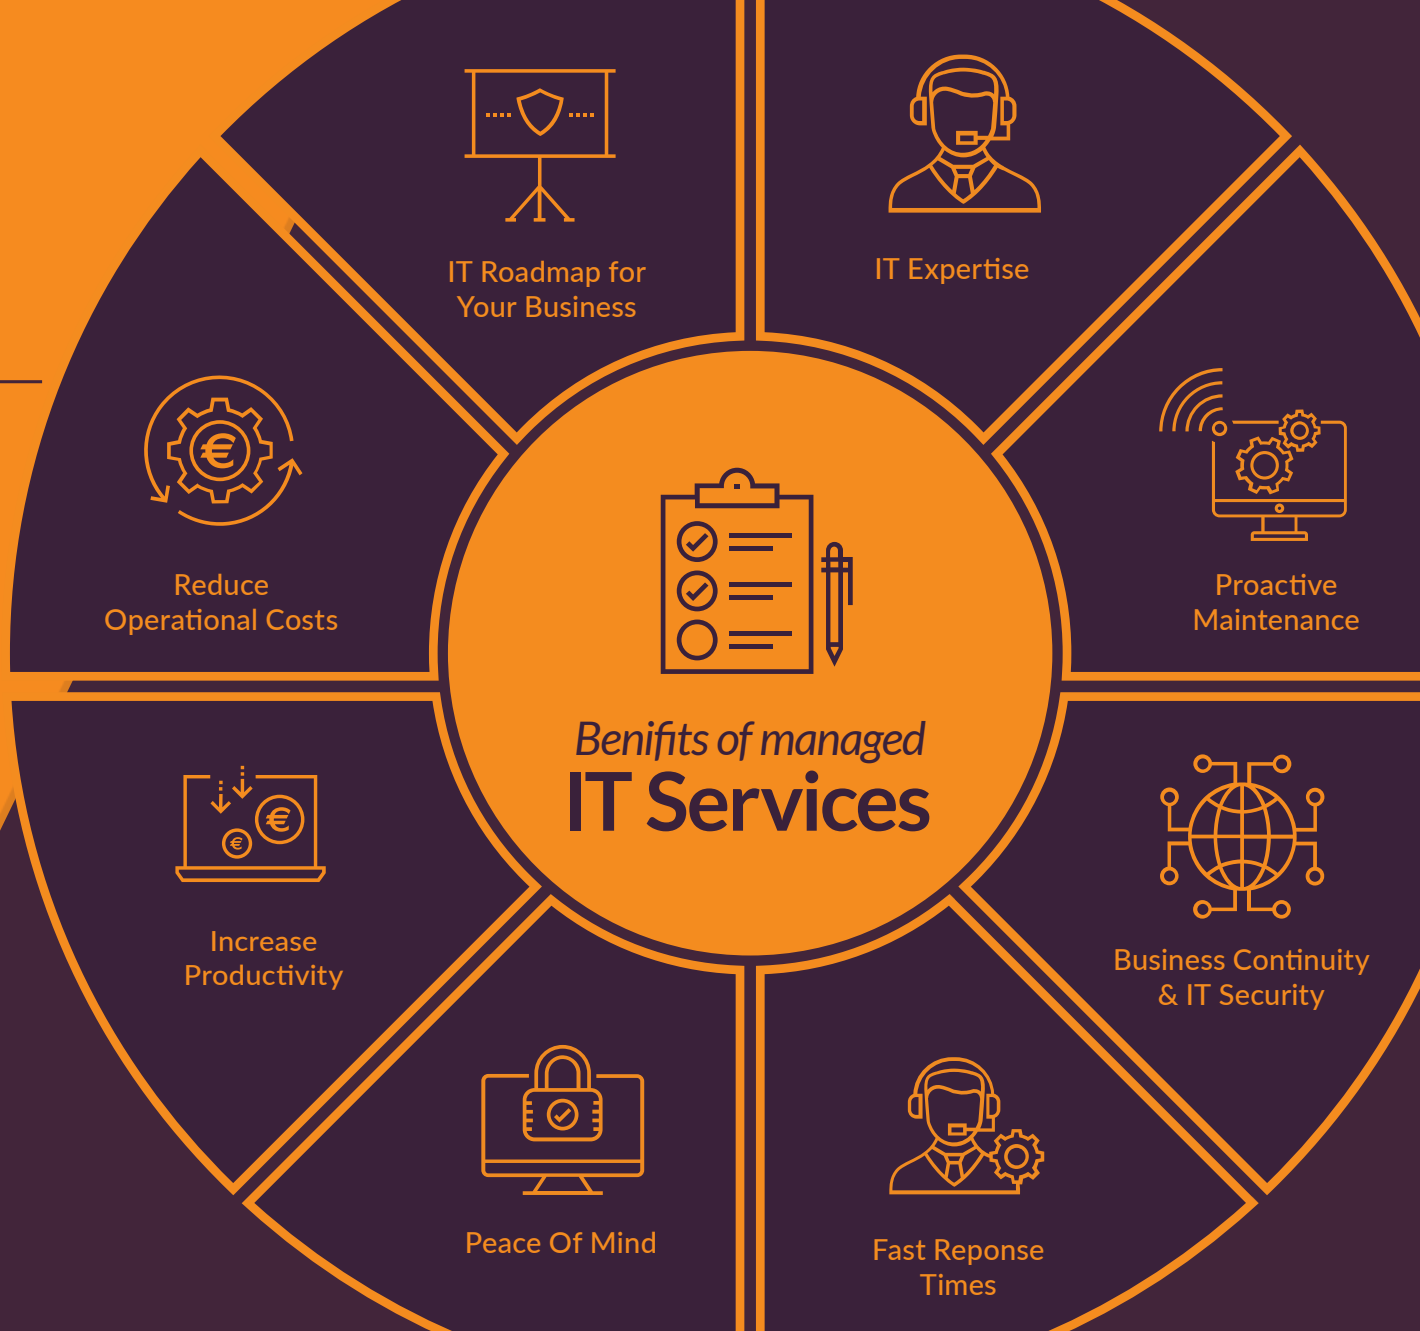 IT Roadmap for
Your Business
IT Expertise
Reduce
Operational Costs
Proactive
Maintenance
Benifits of managed
IT Services
Increase
Productivity
Business Continuity
& IT Security
Peace Of Mind
Fast Reponse
Times